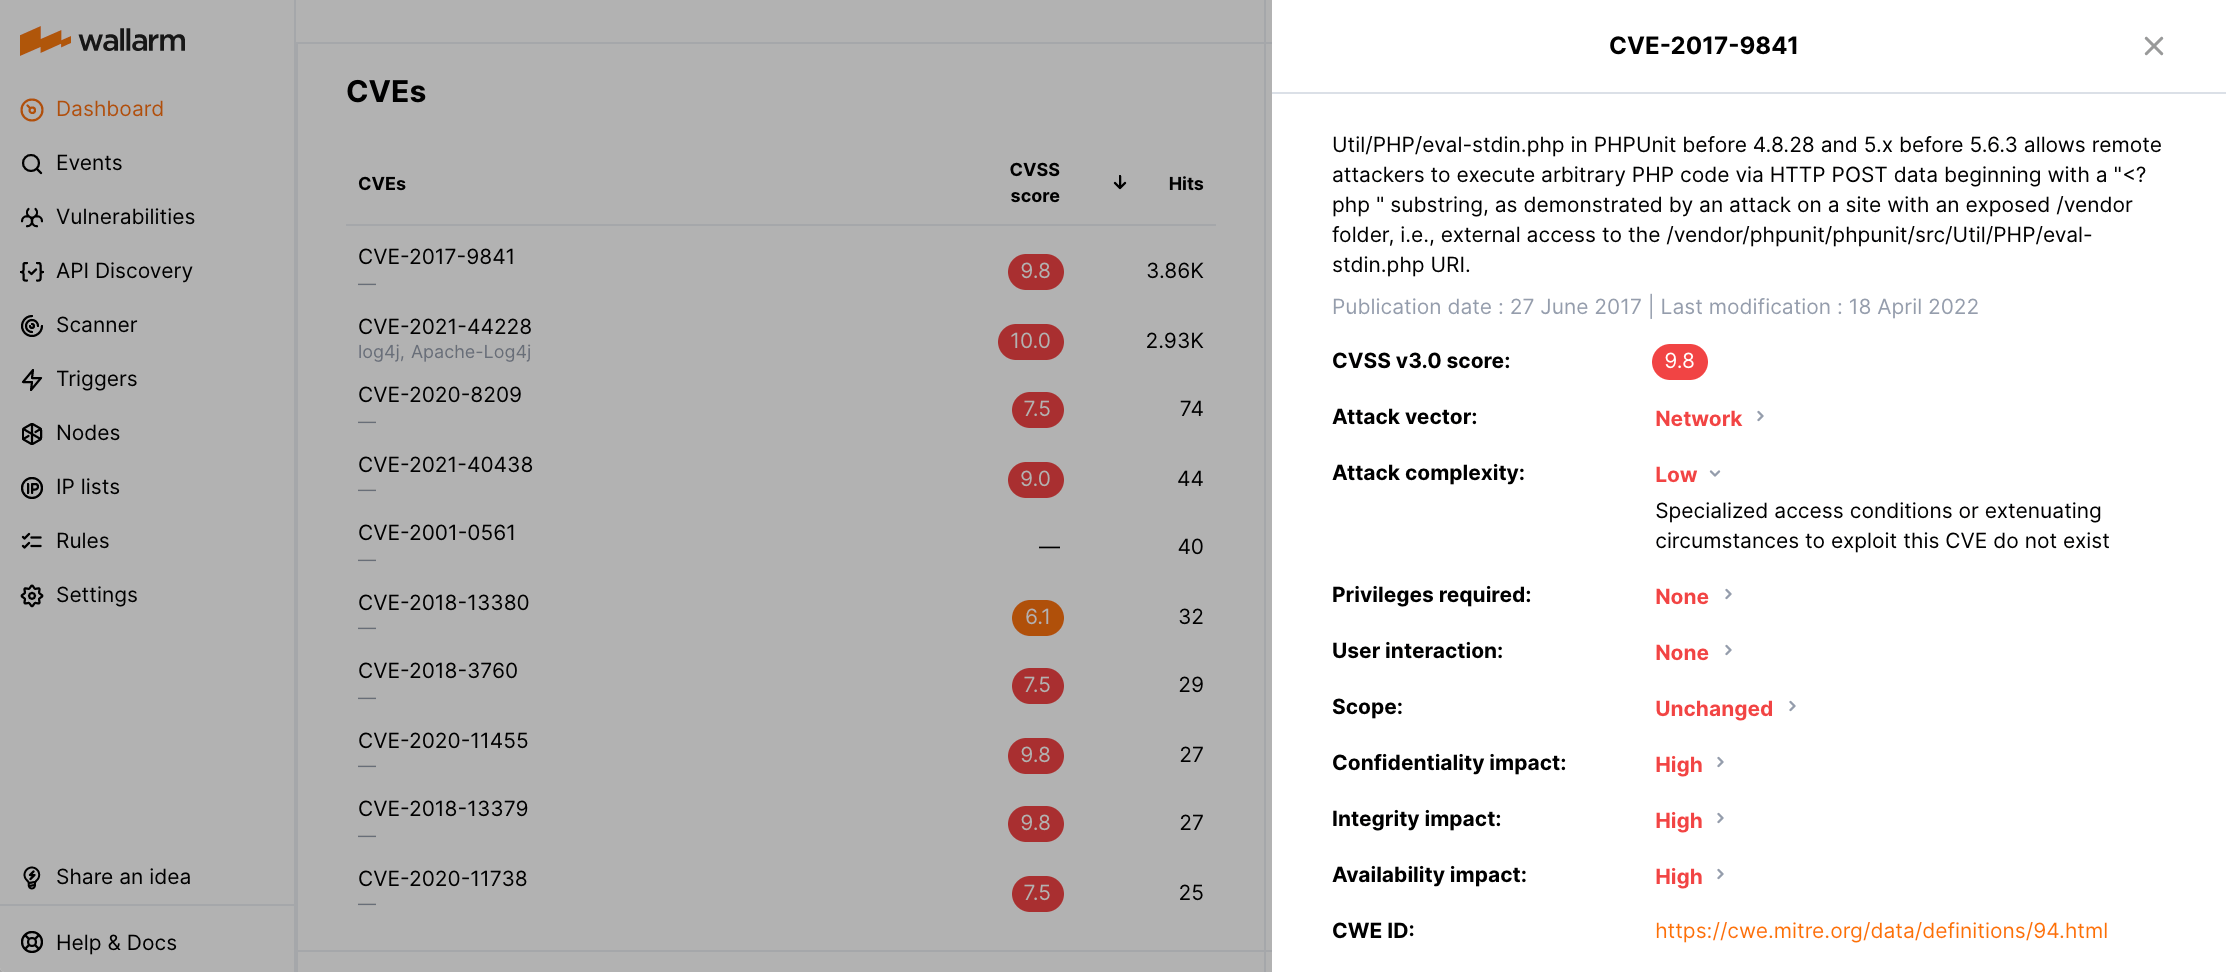 wallarm
Dashboard
Events
Vulnerabilities
API Discovery
Scanner
Triggers
Nodes
IP lists
Rules
Settings
Share an idea
Help & Docs
CVEs
CVEs CVSS score ↓ Hits
CVE-2017-9841 9.8 3.86K
—
CVE-2021-44228 10.0 2.93K
log4j, Apache-Log4j
CVE-2020-8209 7.5 74
—
CVE-2021-40438 9.0 44
—
CVE-2001-0561 — 40
—
CVE-2018-13380 6.1 32
—
CVE-2018-3760 7.5 29
—
CVE-2020-11455 9.8 27
—
CVE-2018-13379 9.8 27
—
CVE-2020-11738 7.5 25
—
CVE-2017-9841
Util/PHP/eval-stdin.php in PHPUnit before 4.8.28 and 5.x before 5.6.3 allows remote
attackers to execute arbitrary PHP code via HTTP POST data beginning with a "<?
php " substring, as demonstrated by an attack on a site with an exposed /vendor
folder, i.e., external access to the /vendor/phpunit/phpunit/src/Util/PHP/eval-
stdin.php URI.
Publication date : 27 June 2017 | Last modification : 18 April 2022
CVSS v3.0 score: 9.8
Attack vector: Network
Attack complexity: Low
Specialized access conditions or extenuating
circumstances to exploit this CVE do not exist
Privileges required: None
User interaction: None
Scope: Unchanged
Confidentiality impact: High
Integrity impact: High
Availability impact: High
CWE ID: https://cwe.mitre.org/data/definitions/94.html